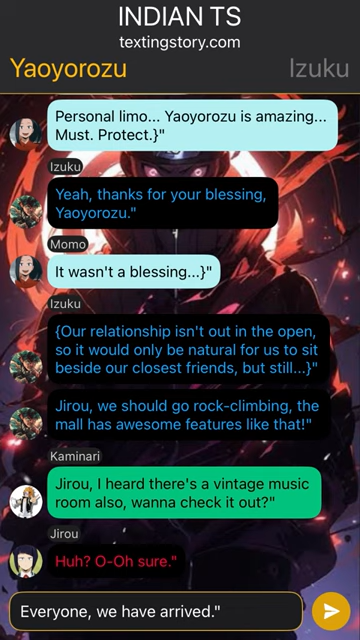 INDIAN TS
textingstory.com
Yaoyorozu
Izuku
Personal limo... Yaoyorozu is amazing...
Must. Protect.}"
Izuku
Yeah, thanks for your blessing,
Yaoyorozu."
Momo
It wasn't a blessing...}"
Izuku
{Our relationship isn't out in the open,
so it would only be natural for us to sit
beside our closest friends, but still...}"
Jirou, we should go rock-climbing, the
mall has awesome features like that!"
Kaminari
Jirou, I heard there's a vintage music
room also, wanna check it out?"
Jirou
Huh? O-Oh sure."
Everyone, we have arrived."